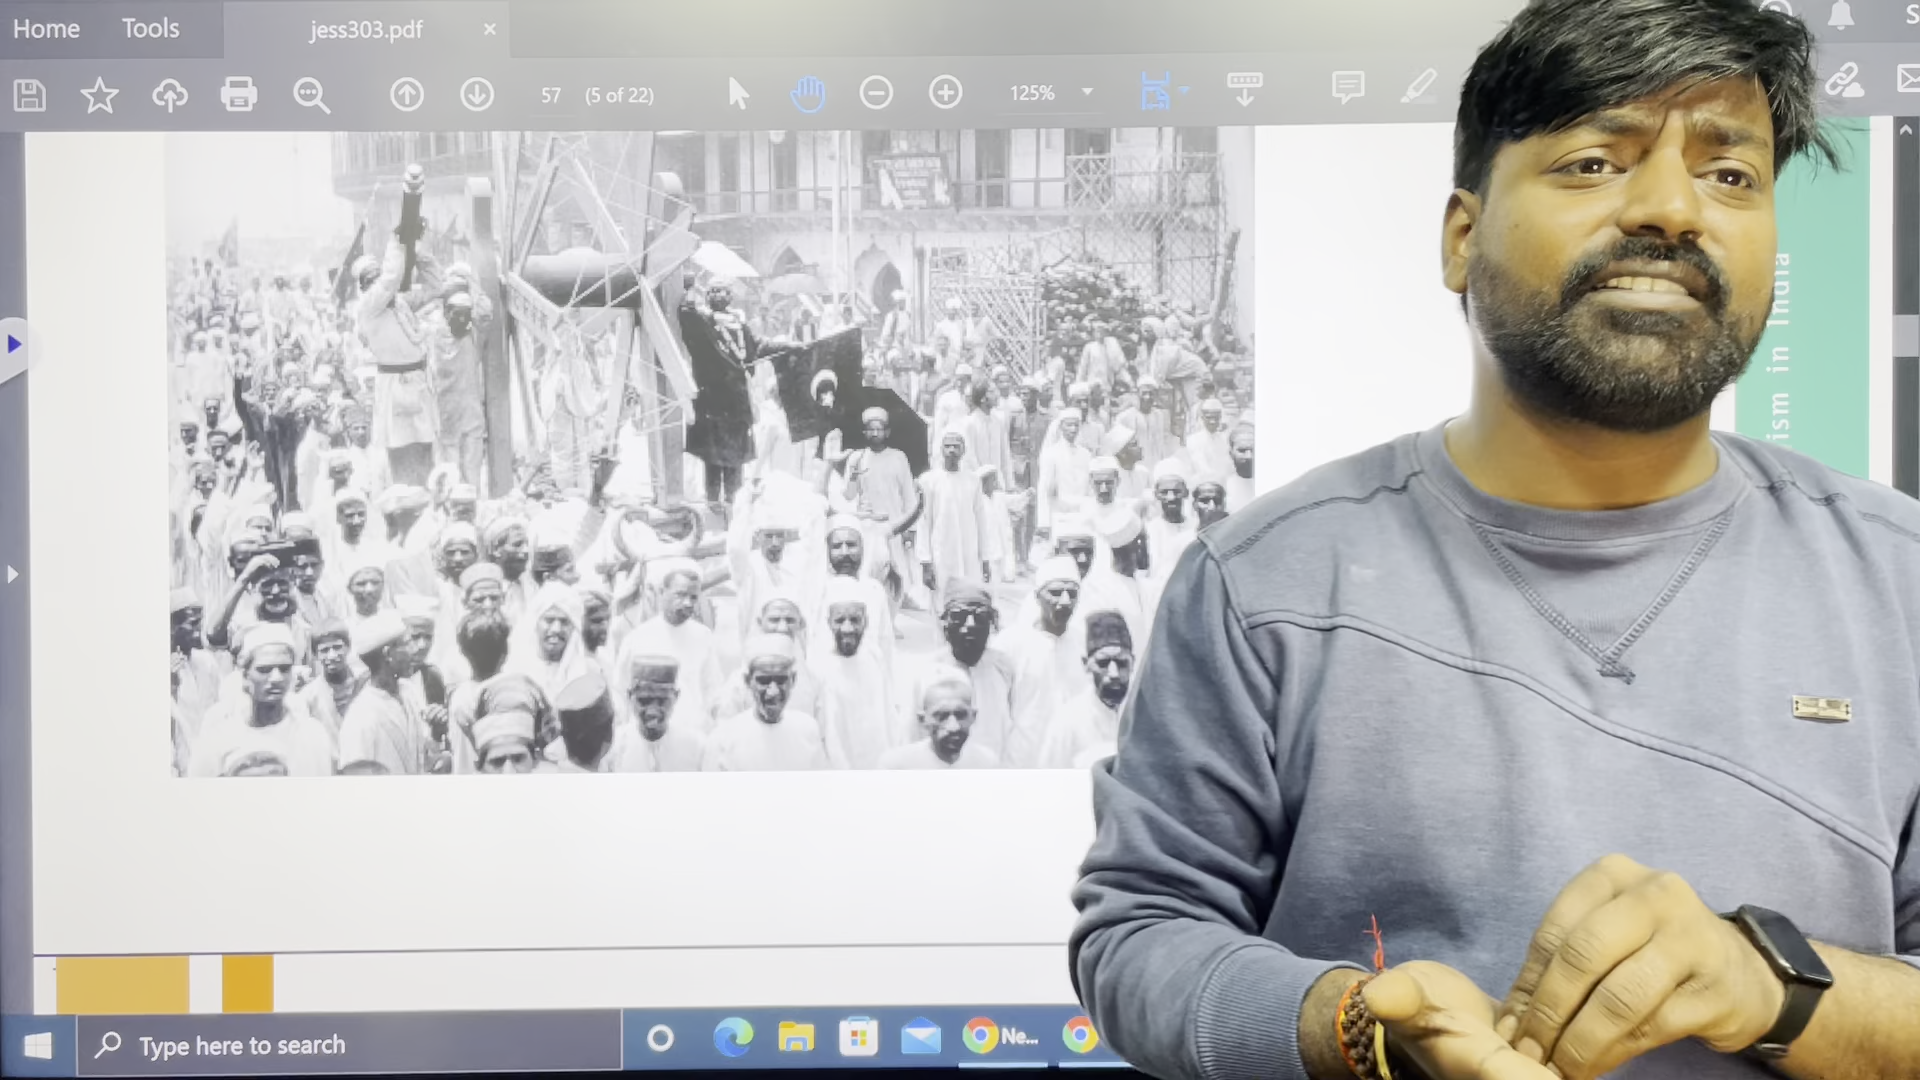 Home Tools jess303.pdf
57 (5 of 22) 125%
ism in India
Type here to search
Ne...